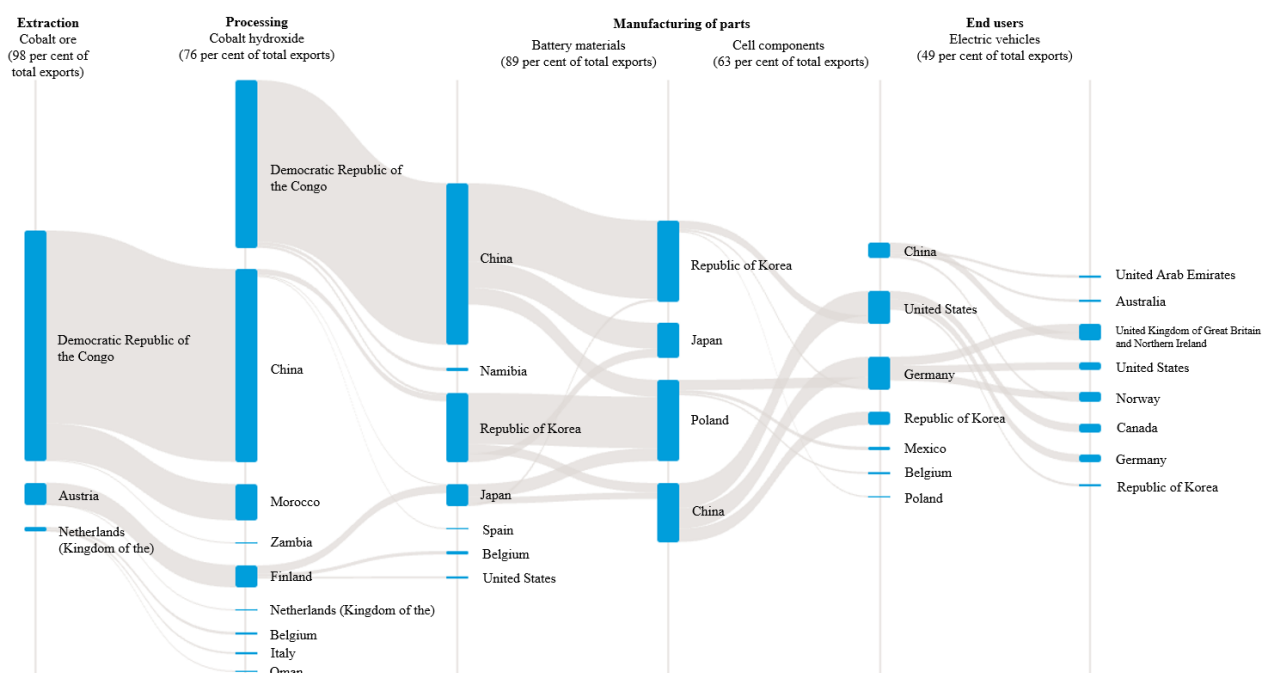 Extraction
Cobalt ore
(98 per cent of
total exports)
Processing
Cobalt hydroxide
(76 per cent of total exports)
Manufacturing of parts
Battery materials
(89 per cent of total exports)
Cell components
(63 per cent of total exports)
End users
Electric vehicles
(49 per cent of total exports)
Democratic Republic of
the Congo
Austria
Netherlands
(Kingdom of the)
Democratic Republic of
the Congo
China
Morocco
Zambia
Finland
Netherlands (Kingdom of the)
Belgium
Italy
Oman
China
Namibia
Republic of Korea
Japan
Spain
Belgium
United States
Republic of Korea
Japan
Poland
China
China
United States
Germany
Republic of Korea
Mexico
Belgium
Poland
United Arab Emirates
Australia
United Kingdom of Great Britain
and Northern Ireland
United States
Norway
Canada
Germany
Republic of Korea